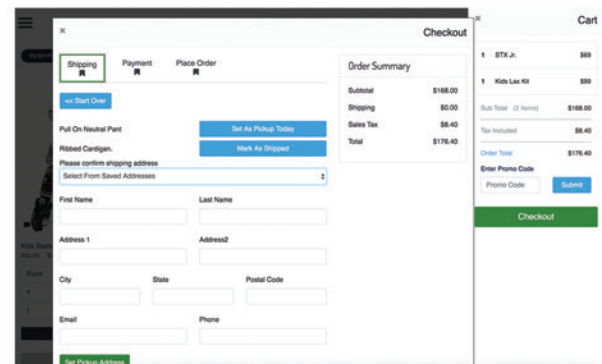 ×
Checkout
Shipping
Payment
Place Order
<< Start Over
Pull On Neutral Pant
Set As Pickup Today
Ribbed Cardigan.
Mark As Shipped
Please confirm shipping address
Select From Saved Addresses
First Name
Last Name
Address 1
Address2
City
State
Postal Code
Email
Phone
Set Pickup Address
Order Summary
Subtotal $168.00
Shipping $0.00
Sales Tax $8.40
Total $176.40
×
Cart
1 STX Jr. $69
1 Kids Lax Kit $99
Sub Total (2 Items) $168.00
Tax Included $8.40
Order Total $176.40
Enter Promo Code
Promo Code
Submit
Checkout
Black